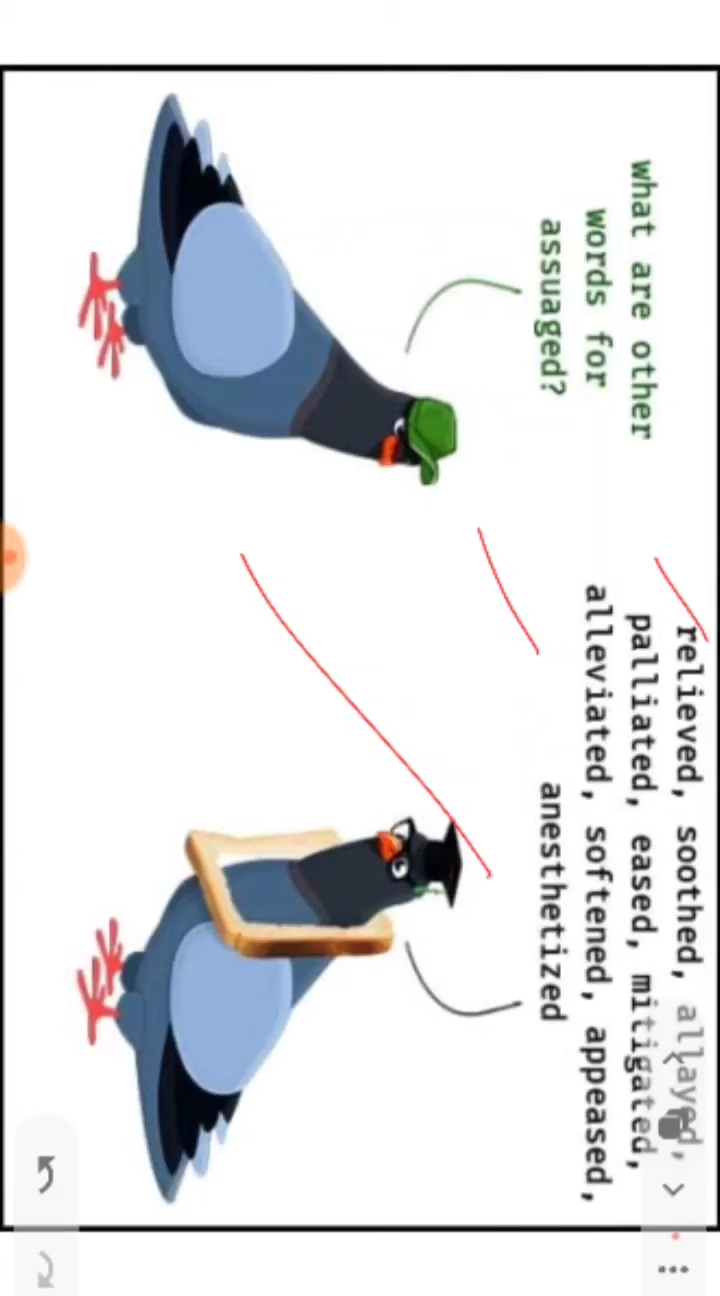 what are other
words for
assuaged?
relieved, soothed, allayed,
palliated, eased, mitigated,
alleviated, softened, appeased,
anesthetized